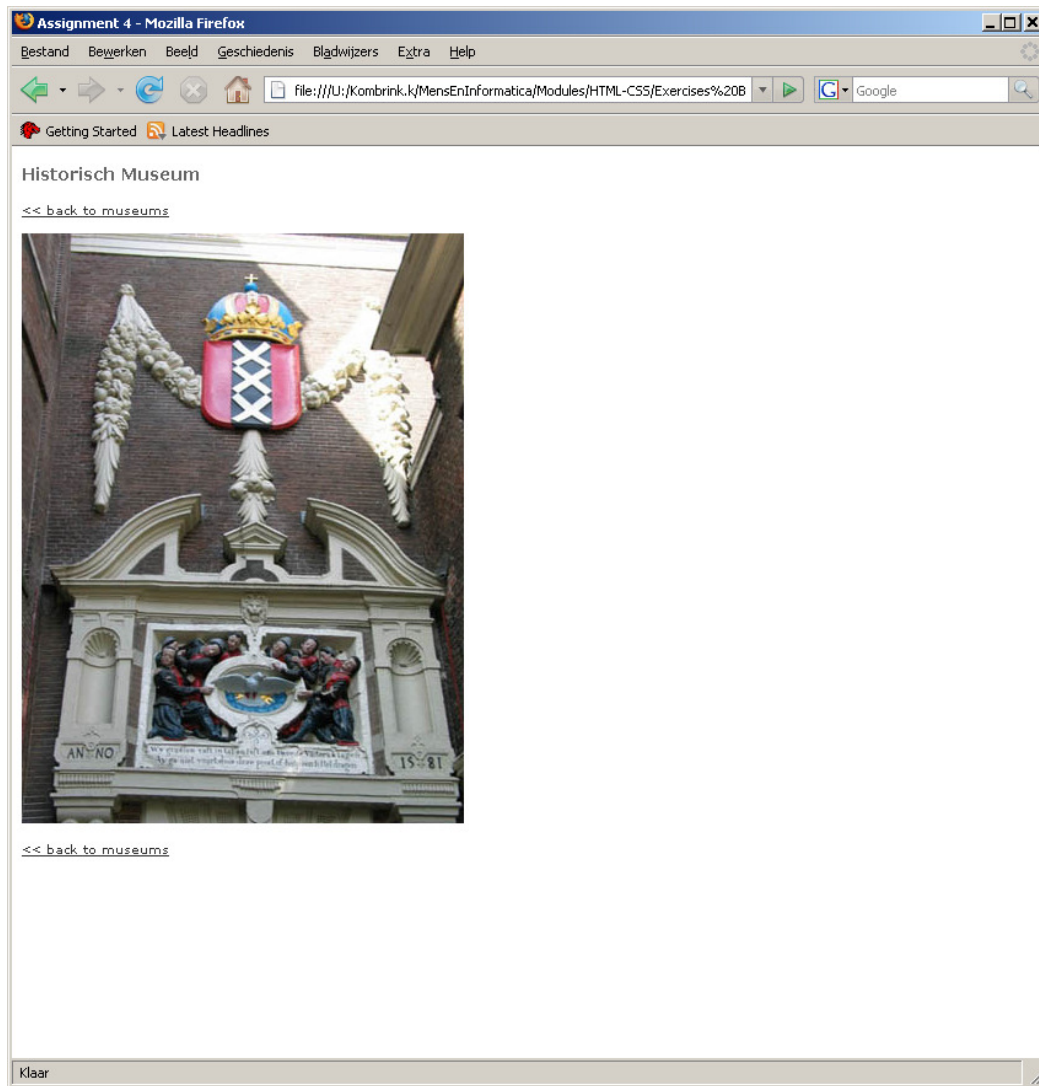 Assignment 4 - Mozilla Firefox
Bestand Bewerken Beeld Geschiedenis Bladwijzers Extra Help
file:///U:/Kombrink.k/MensEnInformatica/Modules/HTML-CSS/Exercises%20B
G Google
Getting Started Latest Headlines
Historisch Museum
<< back to museums
ANNO
1581
<< back to museums
Klaar